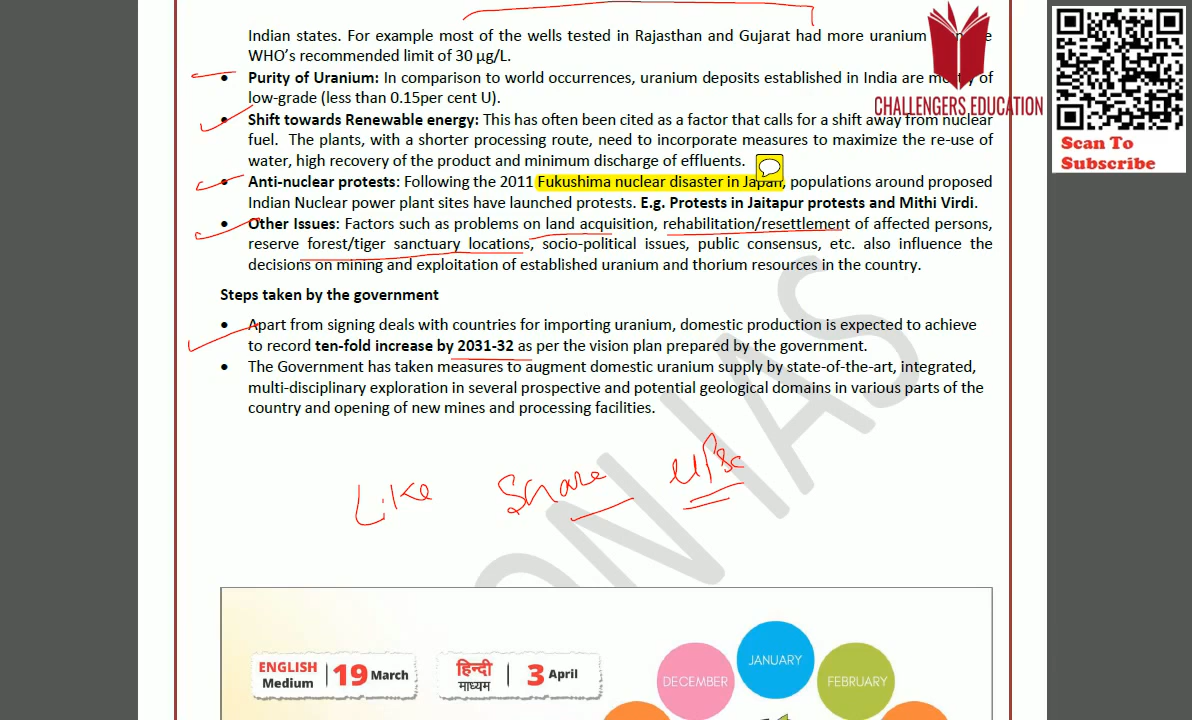 Indian states. For example most of the wells tested in Rajasthan and Gujarat had more uranium
WHO's recommended limit of 30 µg/L.
• Purity of Uranium: In comparison to world occurrences, uranium deposits established in India are mostly of
low-grade (less than 0.15per cent U).
• Shift towards Renewable energy: This has often been cited as a factor that calls for a shift away from nuclear
fuel. The plants, with a shorter processing route, need to incorporate measures to maximize the re-use of
water, high recovery of the product and minimum discharge of effluents.
• Anti-nuclear protests: Following the 2011 Fukushima nuclear disaster in Japan, populations around proposed
Indian Nuclear power plant sites have launched protests. E.g. Protests in Jaitapur protests and Mithi Virdi.
• Other Issues: Factors such as problems on land acquisition, rehabilitation/resettlement of affected persons,
reserve forest/tiger sanctuary locations, socio-political issues, public consensus, etc. also influence the
decisions on mining and exploitation of established uranium and thorium resources in the country.
Steps taken by the government
• Apart from signing deals with countries for importing uranium, domestic production is expected to achieve
to record ten-fold increase by 2031-32 as per the vision plan prepared by the government.
• The Government has taken measures to augment domestic uranium supply by state-of-the-art, integrated,
multi-disciplinary exploration in several prospective and potential geological domains in various parts of the
country and opening of new mines and processing facilities.
Like Share UPSC
ENGLISH Medium | 19 March
हिन्दी माध्यम | 3 April
DECEMBER JANUARY FEBRUARY
CHALLENGERS EDUCATION
Scan To
Subscribe
ON IAS